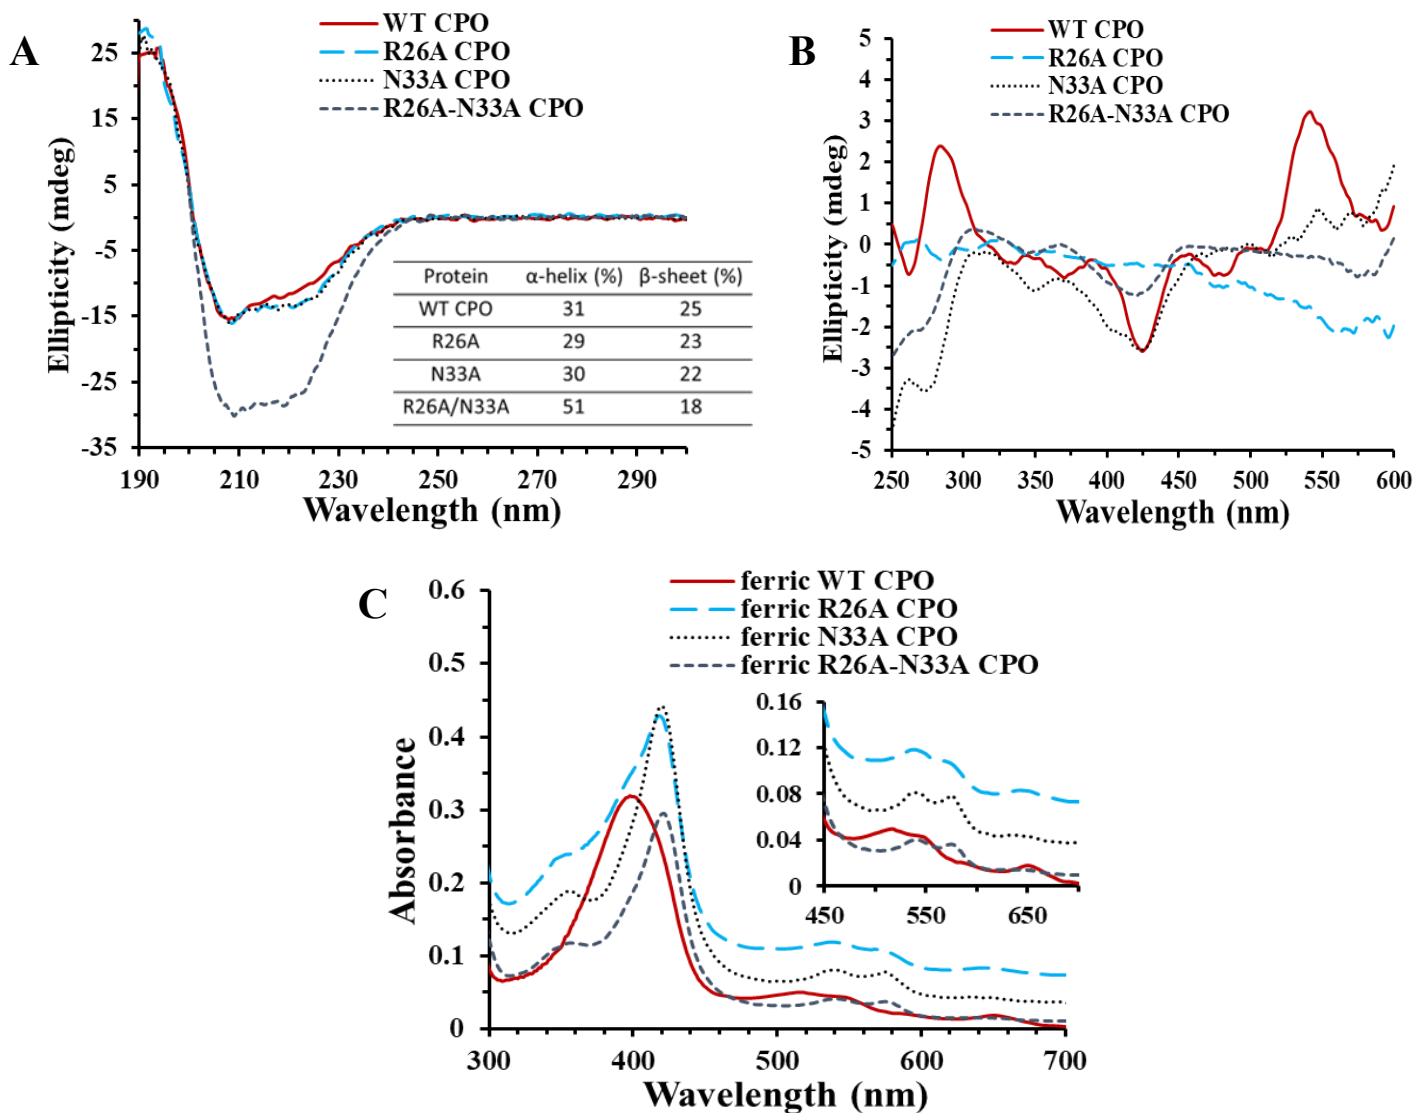 A
WT CPO
R26A CPO
N33A CPO
R26A-N33A CPO
25
15
5
-5
-15
-25
-35
Ellipticity (mdeg)
190 210 230 250 270 290
Wavelength (nm)
Protein α-helix (%) β-sheet (%)
WT CPO 31 25
R26A 29 23
N33A 30 22
R26A/N33A 51 18
B
WT CPO
R26A CPO
N33A CPO
R26A-N33A CPO
5
4
3
2
1
0
-1
-2
-3
-4
-5
Ellipticity (mdeg)
250 300 350 400 450 500 550 600
Wavelength (nm)
C
ferric WT CPO
ferric R26A CPO
ferric N33A CPO
ferric R26A-N33A CPO
0.6
0.5
0.4
0.3
0.2
0.1
0
Absorbance
300 400 500 600 700
Wavelength (nm)
0.16
0.12
0.08
0.04
0
450 550 650